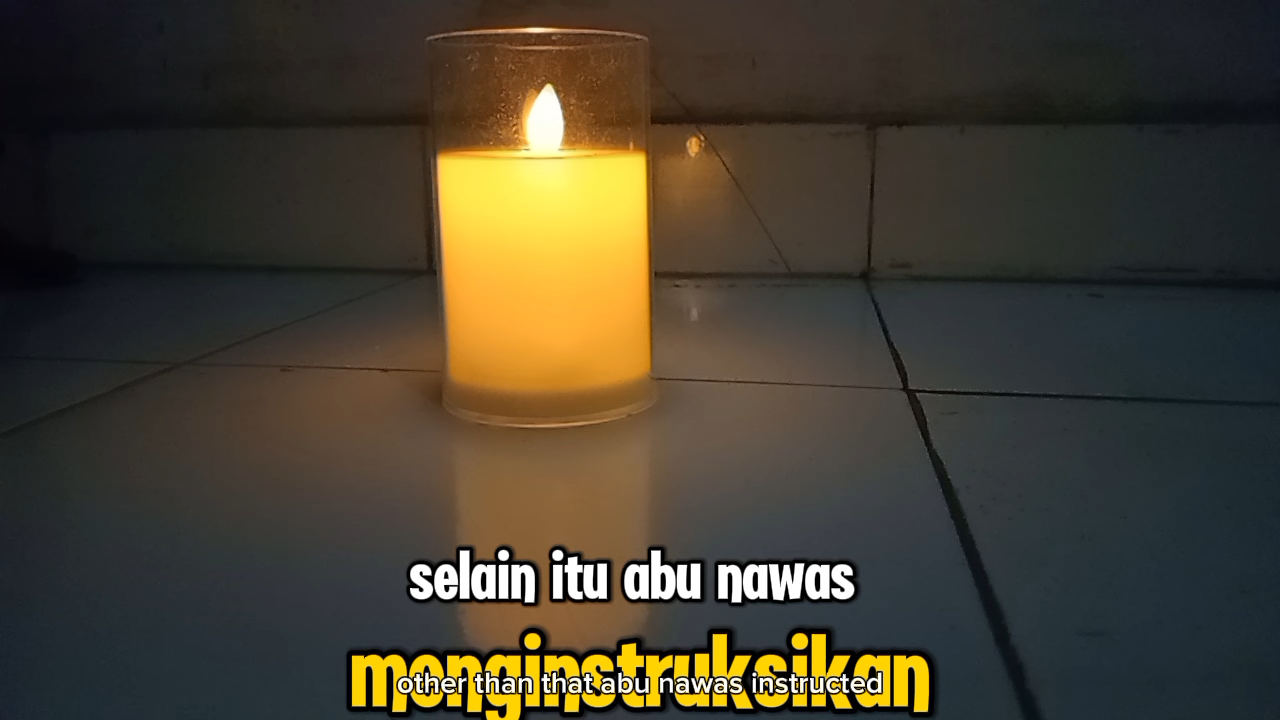 selain itu abu nawas
menginstruksikan
other than that abu nawas instructed